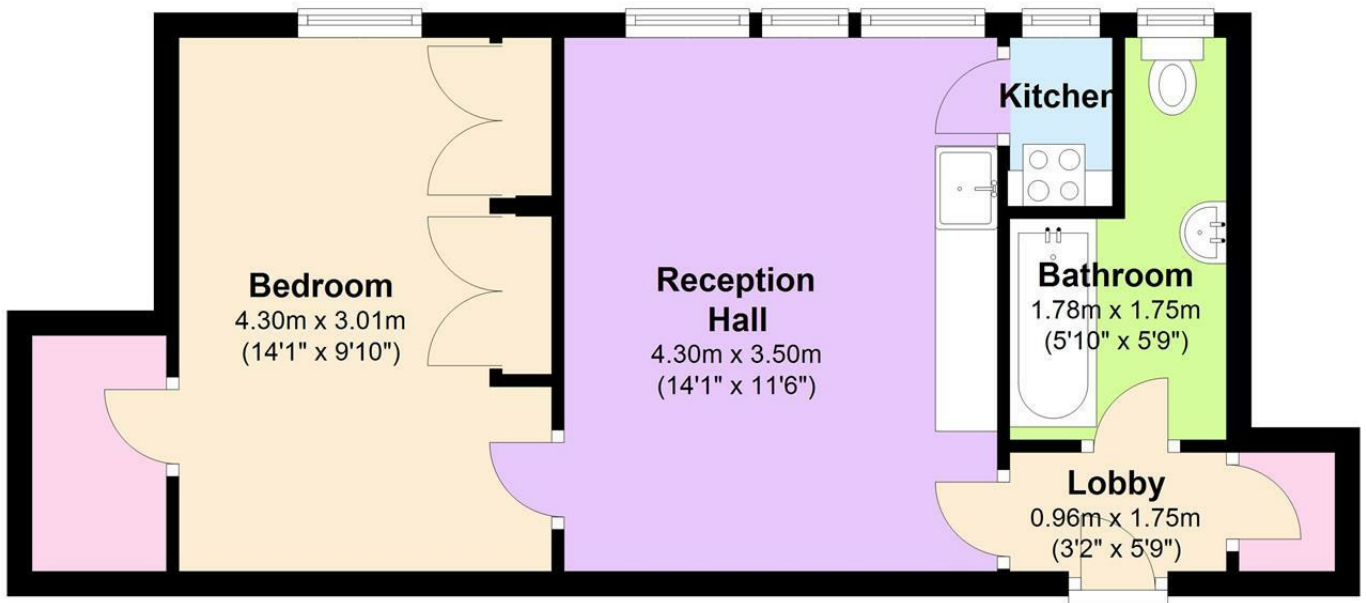 Kitchen
Bedroom
4.30m x 3.01m
(14'1" x 9'10")
Reception
Hall
4.30m x 3.50m
(14'1" x 11'6")
Bathroom
1.78m x 1.75m
(5'10" x 5'9")
Lobby
0.96m x 1.75m
(3'2" x 5'9")